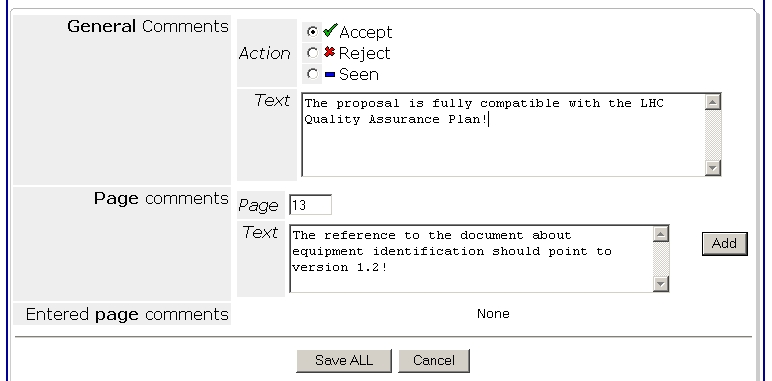 General Comments
Action
Accept
Reject
Seen
Text
The proposal is fully compatible with the LHC
Quality Assurance Plan!
Page comments
Page
13
Text
The reference to the document about
equipment identification should point to
version 1.2!
Add
Entered page comments
None
Save ALL
Cancel